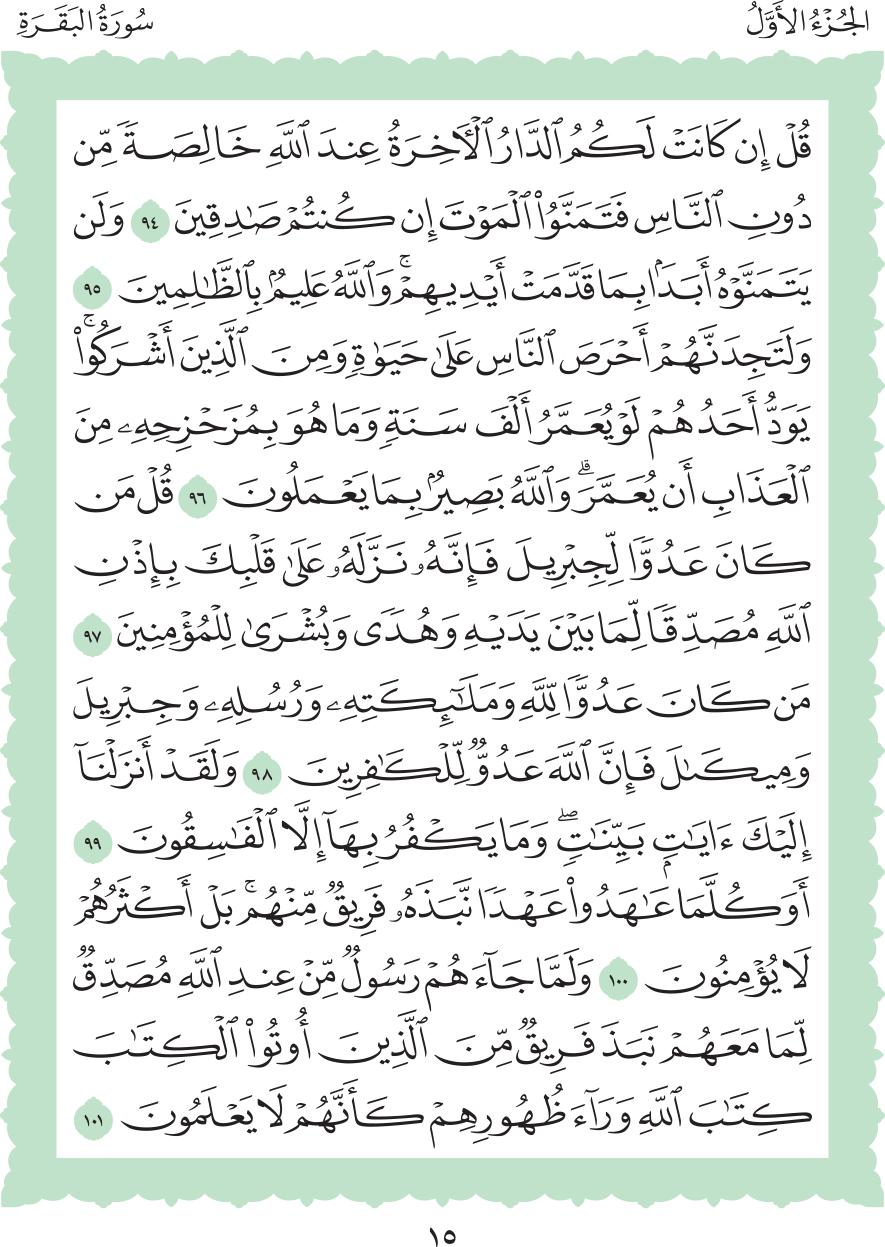 الجُزْءُ الأَوَّلُ
سُورَةُ البَقَرَةِ
قُلۡ إِن كَانَتۡ لَكُمُ ٱلدَّارُ ٱلۡأٓخِرَةُ عِندَ ٱللَّهِ خَالِصَةٗ مِّن
دُونِ ٱلنَّاسِ فَتَمَنَّوُاْ ٱلۡمَوۡتَ إِن كُنتُمۡ صَٰدِقِينَ ٩٤ وَلَن
يَتَمَنَّوۡهُ أَبَدَۢا بِمَا قَدَّمَتۡ أَيۡدِيهِمۡۚ وَٱللَّهُ عَلِيمُۢ بِٱلظَّٰلِمِينَ ٩٥
وَلَتَجِدَنَّهُمۡ أَحۡرَصَ ٱلنَّاسِ عَلَىٰ حَيَوٰةٖ وَمِنَ ٱلَّذِينَ أَشۡرَكُواْۚ
يَوَدُّ أَحَدُهُمۡ لَوۡ يُعَمَّرُ أَلۡفَ سَنَةٖ وَمَا هُوَ بِمُزَحۡزِحِهِۦ مِنَ
ٱلۡعَذَابِ أَن يُعَمَّرَۗ وَٱللَّهُ بَصِيرُۢ بِمَا يَعۡمَلُونَ ٩٦ قُلۡ مَن
كَانَ عَدُوّٗا لِّجِبۡرِيلَ فَإِنَّهُۥ نَزَّلَهُۥ عَلَىٰ قَلۡبِكَ بِإِذۡنِ
ٱللَّهِ مُصَدِّقٗا لِّمَا بَيۡنَ يَدَيۡهِ وَهُدٗى وَبُشۡرَىٰ لِلۡمُؤۡمِنِينَ ٩٧
مَن كَانَ عَدُوّٗا لِّلَّهِ وَمَلَٰٓئِكَتِهِۦ وَرُسُلِهِۦ وَجِبۡرِيلَ
وَمِيكَىٰلَ فَإِنَّ ٱللَّهَ عَدُوّٞ لِّلۡكَٰفِرِينَ ٩٨ وَلَقَدۡ أَنزَلۡنَآ
إِلَيۡكَ ءَايَٰتِۭ بَيِّنَٰتٖۖ وَمَا يَكۡفُرُ بِهَآ إِلَّا ٱلۡفَٰسِقُونَ ٩٩
أَوَكُلَّمَا عَٰهَدُواْ عَهۡدٗا نَّبَذَهُۥ فَرِيقٞ مِّنۡهُمۚ بَلۡ أَكۡثَرُهُمۡ
لَا يُؤۡمِنُونَ ١٠٠ وَلَمَّا جَآءَهُمۡ رَسُولٞ مِّنۡ عِندِ ٱللَّهِ مُصَدِّقٞ
لِّمَا مَعَهُمۡ نَبَذَ فَرِيقٞ مِّنَ ٱلَّذِينَ أُوتُواْ ٱلۡكِتَٰبَ
كِتَٰبَ ٱللَّهِ وَرَآءَ ظُهُورِهِمۡ كَأَنَّهُمۡ لَا يَعۡلَمُونَ ١٠١
١٥